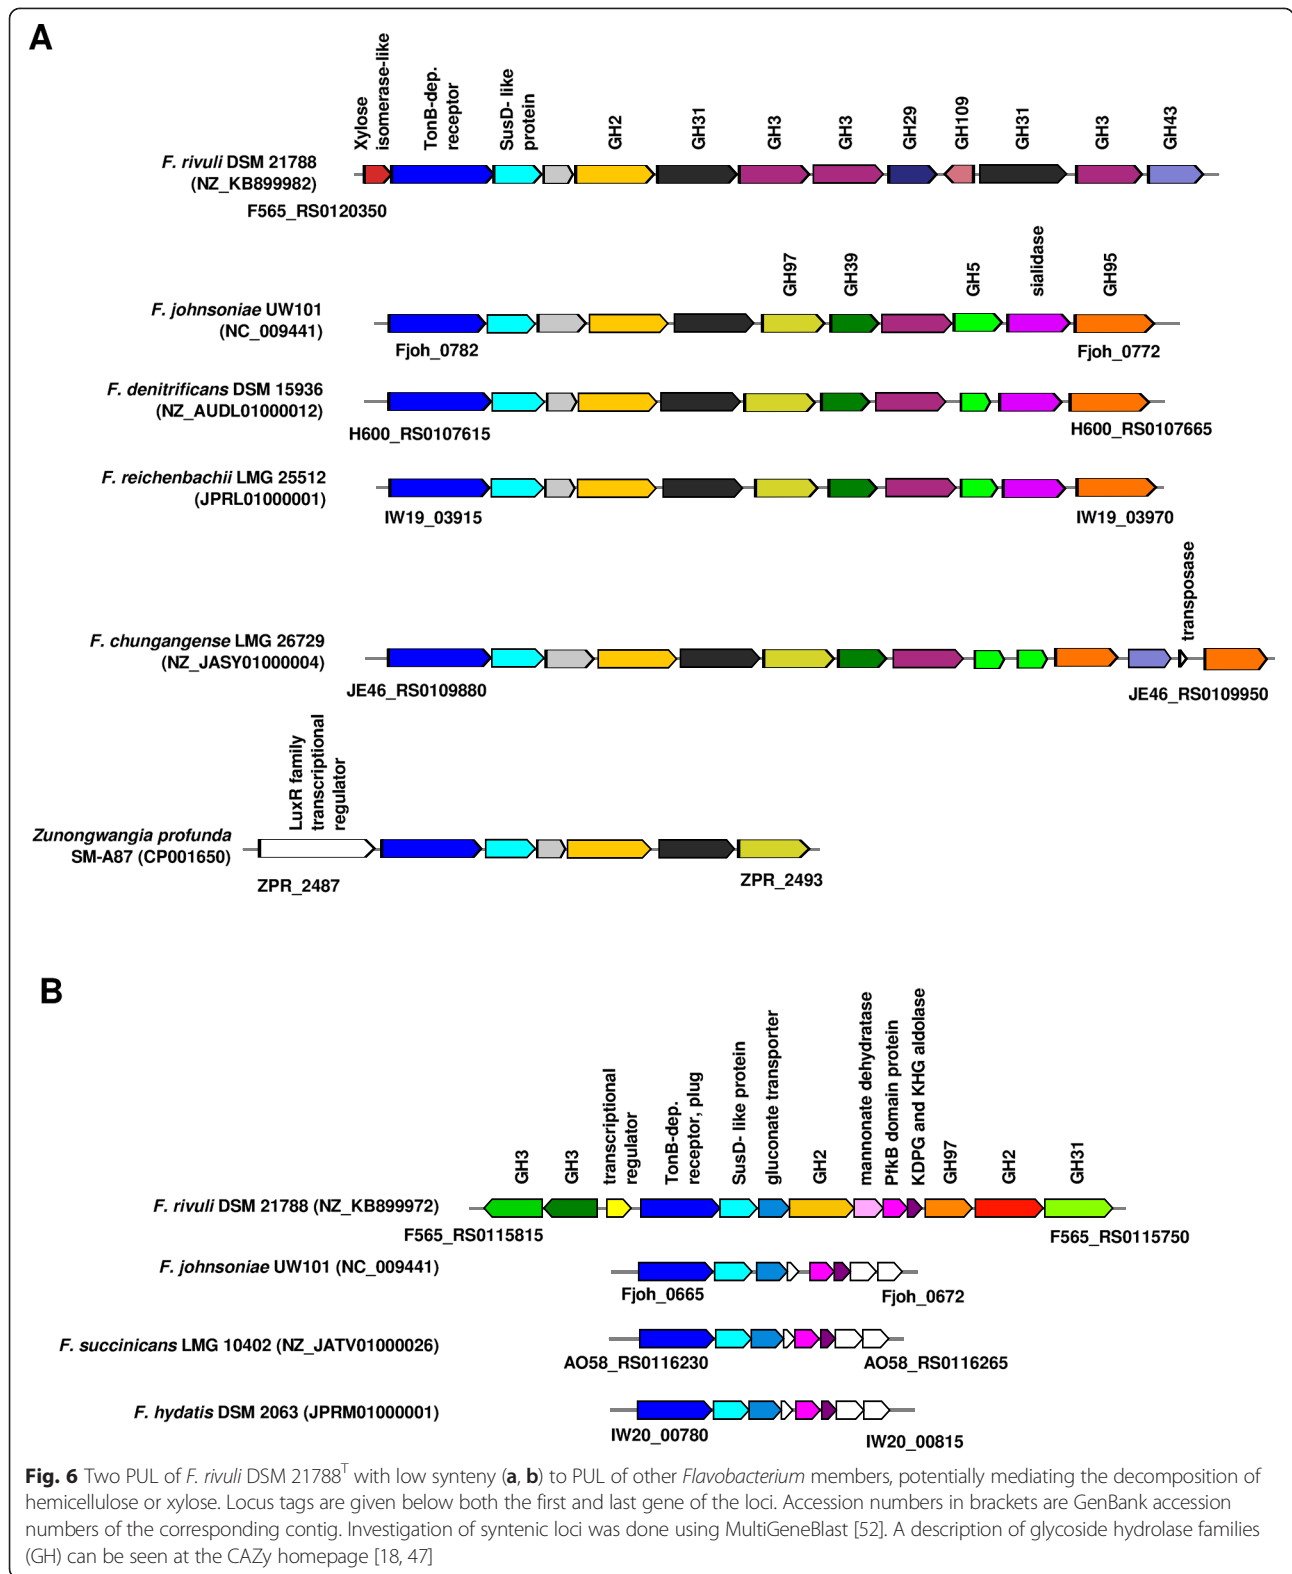 A
Xylose
isomerase-like
TonB-dep.
receptor
SusD- like
protein
GH2
GH31
GH3
GH3
GH29
GH109
GH31
GH3
GH43
F. rivuli DSM 21788
(NZ_KB899982)
F565_RS0120350
GH97
GH39
GH5
sialidase
GH95
F. johnsoniae UW101
(NC_009441)
Fjoh_0782
Fjoh_0772
F. denitrificans DSM 15936
(NZ_AUDL01000012)
H600_RS0107615
H600_RS0107665
F. reichenbachii LMG 25512
(JPRL01000001)
IW19_03915
IW19_03970
transposase
F. chungangense LMG 26729
(NZ_JASY01000004)
JE46_RS0109880
JE46_RS0109950
LuxR family
transcriptional
regulator
Zunongwangia profunda
SM-A87 (CP001650)
ZPR_2487
ZPR_2493
B
GH3
GH3
transcriptional
regulator
TonB-dep.
receptor, plug
SusD- like protein
gluconate transporter
GH2
mannonate dehydratase
PfkB domain protein
KDPG and KHG aldolase
GH97
GH2
GH31
F. rivuli DSM 21788 (NZ_KB899972)
F565_RS0115815
F565_RS0115750
F. johnsoniae UW101 (NC_009441)
Fjoh_0665
Fjoh_0672
F. succinicans LMG 10402 (NZ_JATV01000026)
AO58_RS0116230
AO58_RS0116265
F. hydatis DSM 2063 (JPRM01000001)
IW20_00780
IW20_00815
Fig. 6 Two PUL of F. rivuli DSM 21788T with low synteny (a, b) to PUL of other Flavobacterium members, potentially mediating the decomposition of
hemicellulose or xylose. Locus tags are given below both the first and last gene of the loci. Accession numbers in brackets are GenBank accession
numbers of the corresponding contig. Investigation of syntenic loci was done using MultiGeneBlast [52]. A description of glycoside hydrolase families
(GH) can be seen at the CAZy homepage [18, 47]